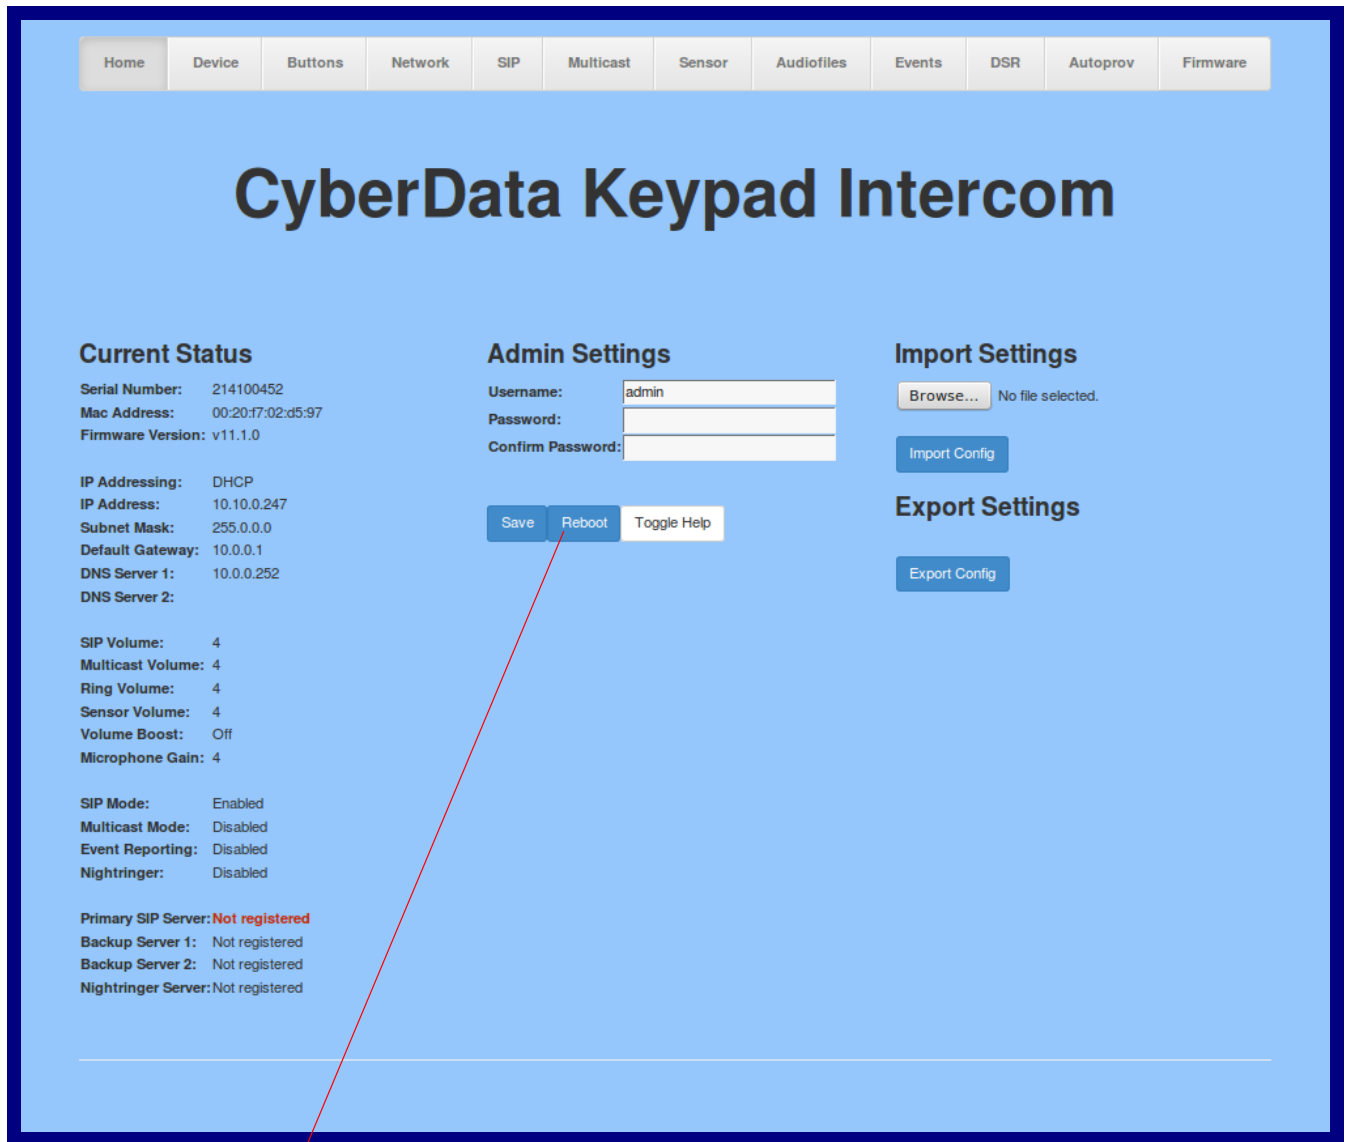 Home Device Buttons Network SIP Multicast Sensor Audiofiles Events DSR Autoprov Firmware
CyberData Keypad Intercom
Current Status
Serial Number: 214100452
Mac Address: 00:20:f7:02:d5:97
Firmware Version: v11.1.0
IP Addressing: DHCP
IP Address: 10.10.0.247
Subnet Mask: 255.0.0.0
Default Gateway: 10.0.0.1
DNS Server 1: 10.0.0.252
DNS Server 2:
SIP Volume: 4
Multicast Volume: 4
Ring Volume: 4
Sensor Volume: 4
Volume Boost: Off
Microphone Gain: 4
SIP Mode: Enabled
Multicast Mode: Disabled
Event Reporting: Disabled
Nightringer: Disabled
Primary SIP Server: Not registered
Backup Server 1: Not registered
Backup Server 2: Not registered
Nightringer Server: Not registered
Admin Settings
Username: admin
Password:
Confirm Password:
Save Reboot Toggle Help
Import Settings
Browse... No file selected.
Import Config
Export Settings
Export Config